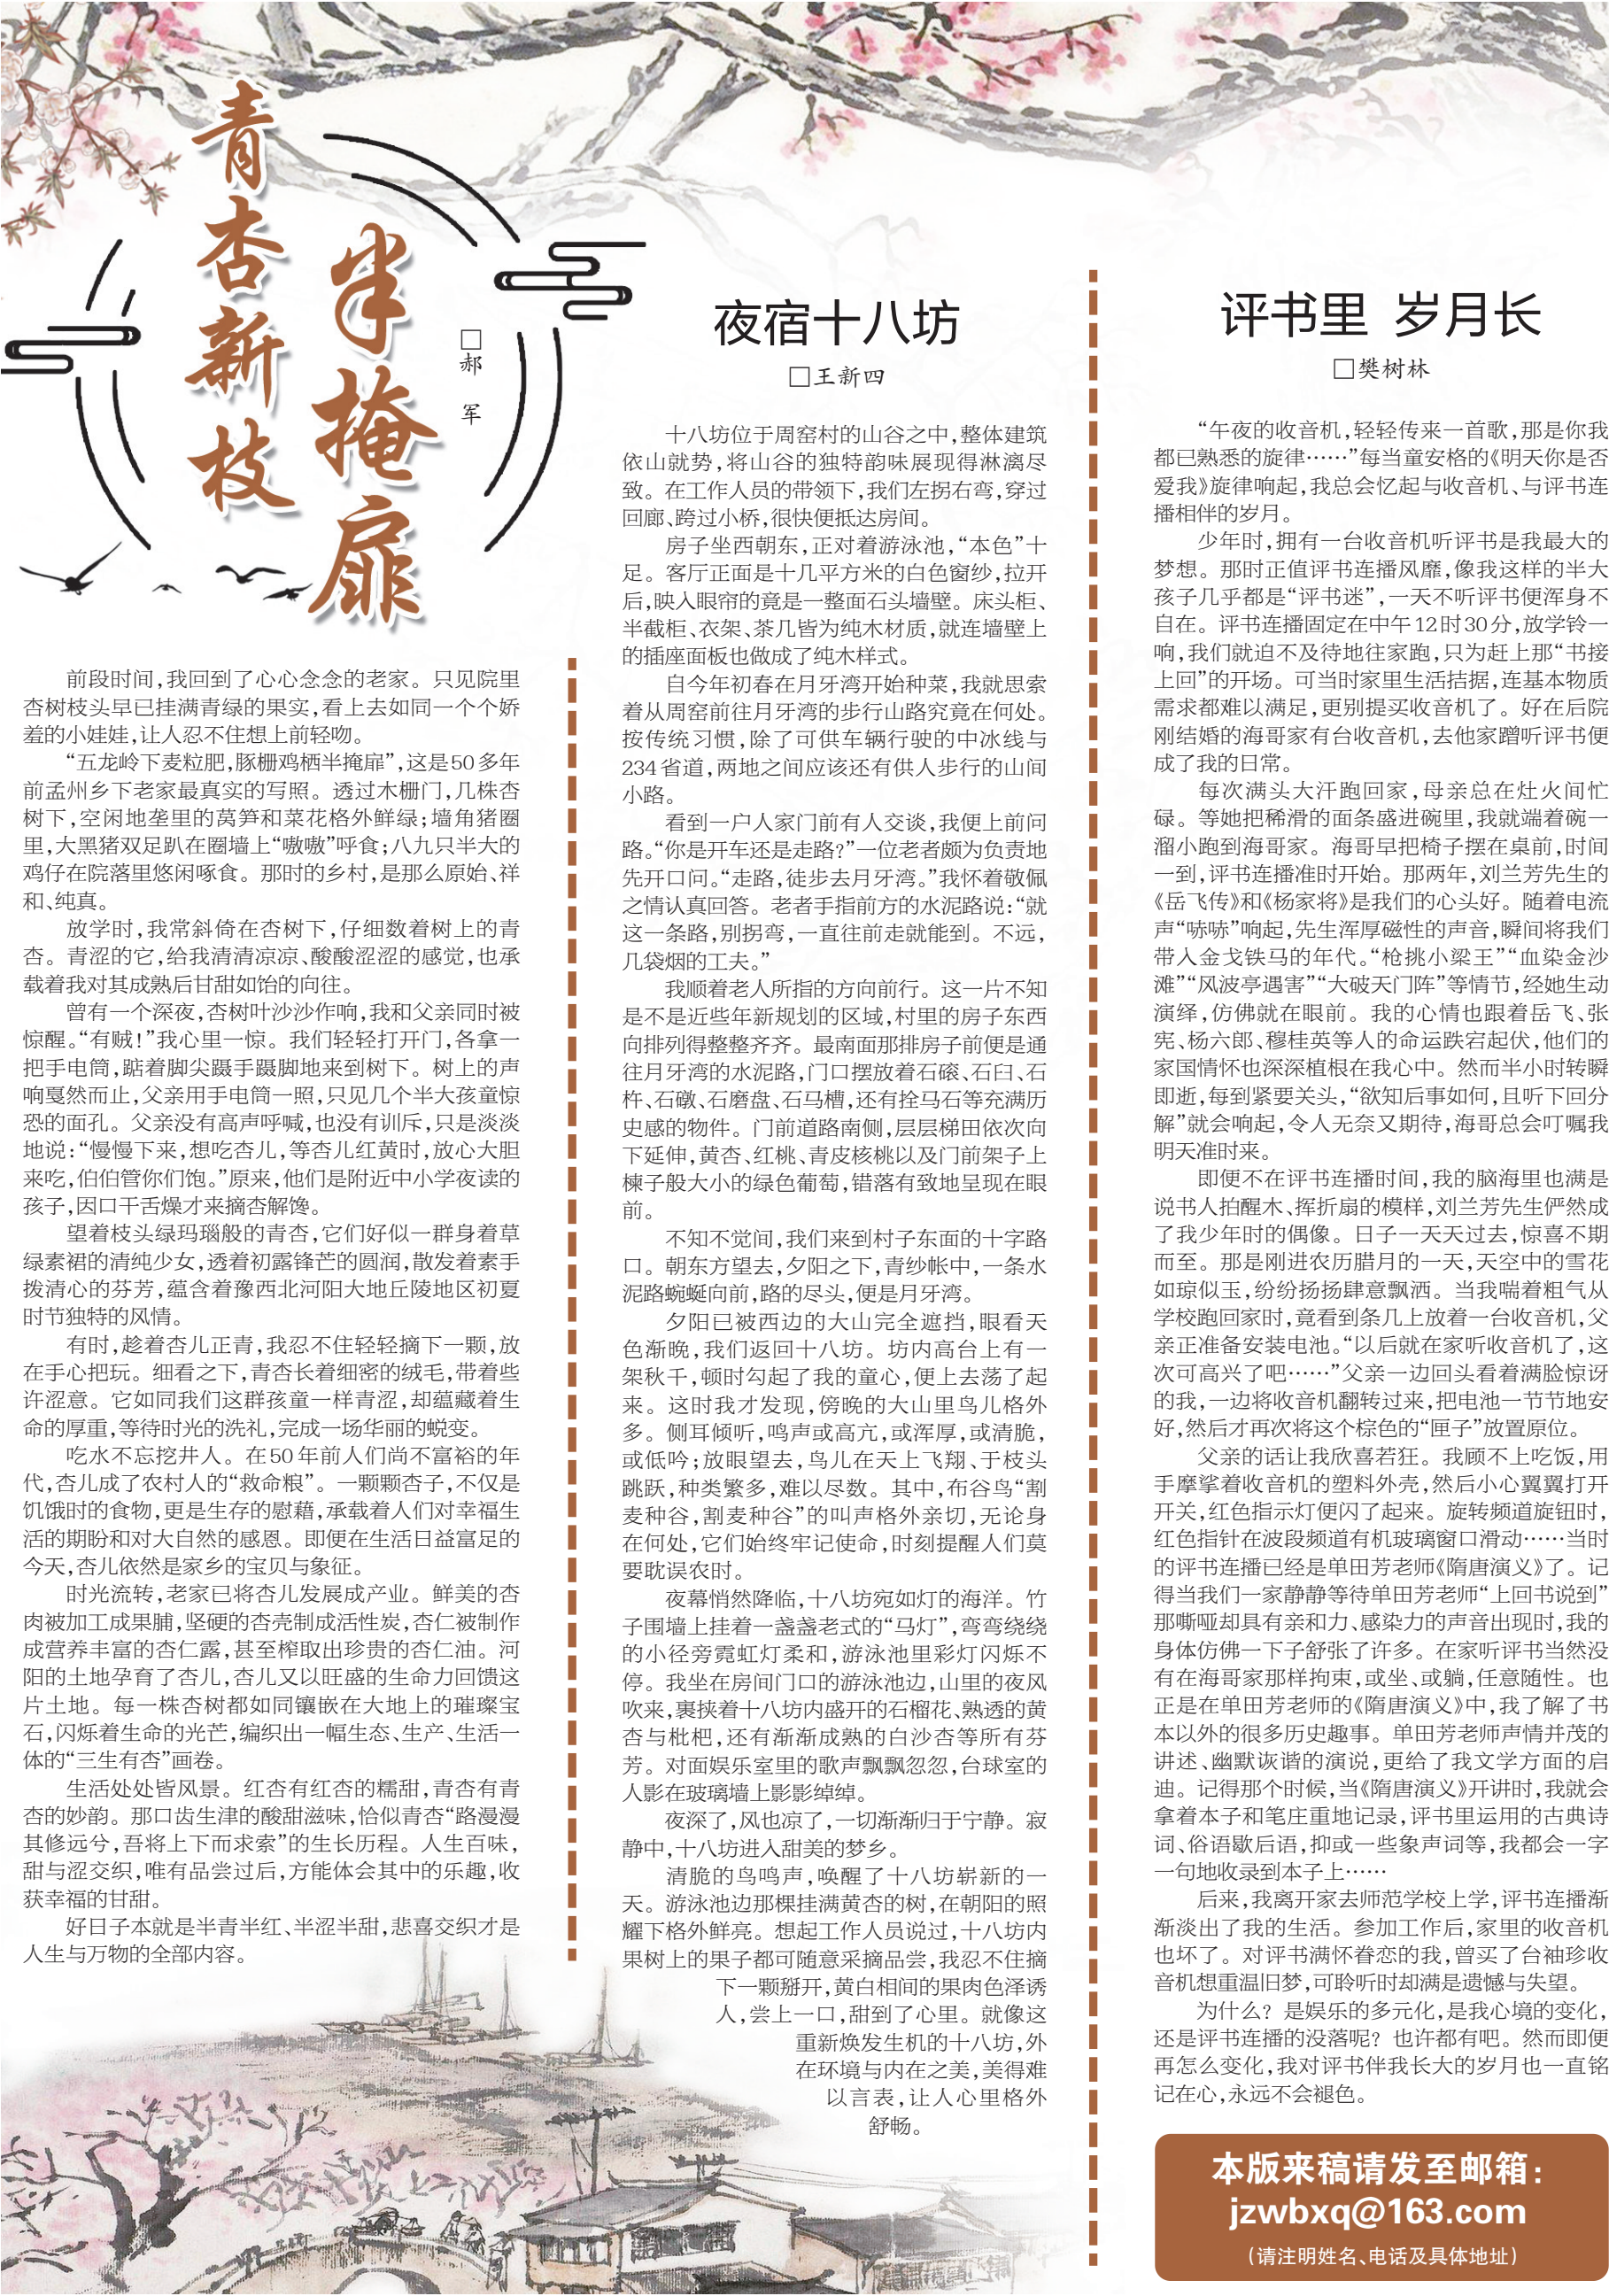 青杏新枝
半掩扉
□郝 军
前段时间,我回到了心心念念的老家。只见院里
杏树枝头早已挂满青绿的果实,看上去如同一个个娇
羞的小娃娃,让人忍不住想上前轻吻。
“五龙岭下麦粒肥,豚栅鸡栖半掩扉”,这是50多年
前孟州乡下老家最真实的写照。透过木栅门,几株杏
树下,空闲地垄里的莴笋和菜花格外鲜绿;墙角猪圈
里,大黑猪双足趴在圈墙上“嗷嗷”呼食;八九只半大的
鸡仔在院落里悠闲啄食。那时的乡村,是那么原始、祥
和、纯真。
放学时,我常斜倚在杏树下,仔细数着树上的青
杏。青涩的它,给我清清凉凉、酸酸涩涩的感觉,也承
载着我对其成熟后甘甜如饴的向往。
曾有一个深夜,杏树叶沙沙作响,我和父亲同时被
惊醒。“有贼!”我心里一惊。我们轻轻打开门,各拿一
把手电筒,踮着脚尖蹑手蹑脚地来到树下。树上的声
响戛然而止,父亲用手电筒一照,只见几个半大孩童惊
恐的面孔。父亲没有高声呼喊,也没有训斥,只是淡淡
地说:“慢慢下来,想吃杏儿,等杏儿红黄时,放心大胆
来吃,伯伯管你们饱。”原来,他们是附近中小学夜读的
孩子,因口干舌燥才来摘杏解馋。
望着枝头绿玛瑙般的青杏,它们好似一群身着草
绿素裙的清纯少女,透着初露锋芒的圆润,散发着素手
拨清心的芬芳,蕴含着豫西北河阳大地丘陵地区初夏
时节独特的风情。
有时,趁着杏儿正青,我忍不住轻轻摘下一颗,放
在手心把玩。细看之下,青杏长着细密的绒毛,带着些
许涩意。它如同我们这群孩童一样青涩,却蕴藏着生
命的厚重,等待时光的洗礼,完成一场华丽的蜕变。
吃水不忘挖井人。在50年前人们尚不富裕的年
代,杏儿成了农村人的“救命粮”。一颗颗杏子,不仅是
饥饿时的食物,更是生存的慰藉,承载着人们对幸福生
活的期盼和对大自然的感恩。即便在生活日益富足的
今天,杏儿依然是家乡的宝贝与象征。
时光流转,老家已将杏儿发展成产业。鲜美的杏
肉被加工成果脯,坚硬的杏壳制成活性炭,杏仁被制作
成营养丰富的杏仁露,甚至榨取出珍贵的杏仁油。河
阳的土地孕育了杏儿,杏儿又以旺盛的生命力回馈这
片土地。每一株杏树都如同镶嵌在大地上的璀璨宝
石,闪烁着生命的光芒,编织出一幅生态、生产、生活一
体的“三生有杏”画卷。
生活处处皆风景。红杏有红杏的糯甜,青杏有青
杏的妙韵。那口齿生津的酸甜滋味,恰似青杏“路漫漫
其修远兮,吾将上下而求索”的生长历程。人生百味,
甜与涩交织,唯有品尝过后,方能体会其中的乐趣,收
获幸福的甘甜。
好日子本就是半青半红、半涩半甜,悲喜交织才是
人生与万物的全部内容。
夜宿十八坊
□王新四
十八坊位于周窑村的山谷之中,整体建筑
依山就势,将山谷的独特韵味展现得淋漓尽
致。在工作人员的带领下,我们左拐右弯,穿过
回廊、跨过小桥,很快便抵达房间。
房子坐西朝东,正对着游泳池,“本色”十
足。客厅正面是十几平方米的白色窗纱,拉开
后,映入眼帘的竟是一整面石头墙壁。床头柜、
半截柜、衣架、茶几皆为纯木材质,就连墙壁上
的插座面板也做成了纯木样式。
自今年初春在月牙湾开始种菜,我就思索
着从周窑前往月牙湾的步行山路究竟在何处。
按传统习惯,除了可供车辆行驶的中冰线与
234省道,两地之间应该还有供人步行的山间
小路。
看到一户人家门前有人交谈,我便上前问
路。“你是开车还是走路?”一位老者颇为负责地
先开口问。“走路,徒步去月牙湾。”我怀着敬佩
之情认真回答。老者手指前方的水泥路说:“就
这一条路,别拐弯,一直往前走就能到。不远,
几袋烟的工夫。”
我顺着老人所指的方向前行。这一片不知
是不是近些年新规划的区域,村里的房子东西
向排列得整整齐齐。最南面那排房子前便是通
往月牙湾的水泥路,门口摆放着石磙、石臼、石
杵、石礅、石磨盘、石马槽,还有拴马石等充满历
史感的物件。门前道路南侧,层层梯田依次向
下延伸,黄杏、红桃、青皮核桃以及门前架子上
楝子般大小的绿色葡萄,错落有致地呈现在眼
前。
不知不觉间,我们来到村子东面的十字路
口。朝东方望去,夕阳之下,青纱帐中,一条水
泥路蜿蜒向前,路的尽头,便是月牙湾。
夕阳已被西边的大山完全遮挡,眼看天
色渐晚,我们返回十八坊。坊内高台上有一
架秋千,顿时勾起了我的童心,便上去荡了起
来。这时我才发现,傍晚的大山里鸟儿格外
多。侧耳倾听,鸣声或高亢,或浑厚,或清脆,
或低吟;放眼望去,鸟儿在天上飞翔、于枝头
跳跃,种类繁多,难以尽数。其中,布谷鸟“割
麦种谷,割麦种谷”的叫声格外亲切,无论身
在何处,它们始终牢记使命,时刻提醒人们莫
要耽误农时。
夜幕悄然降临,十八坊宛如灯的海洋。竹
子围墙上挂着一盏盏老式的“马灯”,弯弯绕绕
的小径旁霓虹灯柔和,游泳池里彩灯闪烁不
停。我坐在房间门口的游泳池边,山里的夜风
吹来,裹挟着十八坊内盛开的石榴花、熟透的黄
杏与枇杷,还有渐渐成熟的白沙杏等所有芬
芳。对面娱乐室里的歌声飘飘忽忽,台球室的
人影在玻璃墙上影影绰绰。
夜深了,风也凉了,一切渐渐归于宁静。寂
静中,十八坊进入甜美的梦乡。
清脆的鸟鸣声,唤醒了十八坊崭新的一
天。游泳池边那棵挂满黄杏的树,在朝阳的照
耀下格外鲜亮。想起工作人员说过,十八坊内
果树上的果子都可随意采摘品尝,我忍不住摘
下一颗掰开,黄白相间的果肉色泽诱
人,尝上一口,甜到了心里。就像这
重新焕发生机的十八坊,外
在环境与内在之美,美得难
以言表,让人心里格外
舒畅。
评书里 岁月长
□樊树林
“午夜的收音机,轻轻传来一首歌,那是你我
都已熟悉的旋律……”每当童安格的《明天你是否
爱我》旋律响起,我总会忆起与收音机、与评书连
播相伴的岁月。
少年时,拥有一台收音机听评书是我最大的
梦想。那时正值评书连播风靡,像我这样的半大
孩子几乎都是“评书迷”,一天不听评书便浑身不
自在。评书连播固定在中午12时30分,放学铃一
响,我们就迫不及待地往家跑,只为赶上那“书接
上回”的开场。可当时家里生活拮据,连基本物质
需求都难以满足,更别提买收音机了。好在后院
刚结婚的海哥家有台收音机,去他家蹭听评书便
成了我的日常。
每次满头大汗跑回家,母亲总在灶火间忙
碌。等她把稀滑的面条盛进碗里,我就端着碗一
溜小跑到海哥家。海哥早把椅子摆在桌前,时间
一到,评书连播准时开始。那两年,刘兰芳先生的
《岳飞传》和《杨家将》是我们的心头好。随着电流
声“哧哧”响起,先生浑厚磁性的声音,瞬间将我们
带入金戈铁马的年代。“枪挑小梁王”“血染金沙
滩”“风波亭遇害”“大破天门阵”等情节,经她生动
演绎,仿佛就在眼前。我的心情也跟着岳飞、张
宪、杨六郎、穆桂英等人的命运跌宕起伏,他们的
家国情怀也深深植根在我心中。然而半小时转瞬
即逝,每到紧要关头,“欲知后事如何,且听下回分
解”就会响起,令人无奈又期待,海哥总会叮嘱我
明天准时来。
即便不在评书连播时间,我的脑海里也满是
说书人拍醒木、挥折扇的模样,刘兰芳先生俨然成
了我少年时的偶像。日子一天天过去,惊喜不期
而至。那是刚进农历腊月的一天,天空中的雪花
如琼似玉,纷纷扬扬肆意飘洒。当我喘着粗气从
学校跑回家时,竟看到条几上放着一台收音机,父
亲正准备安装电池。“以后就在家听收音机了,这
次可高兴了吧……”父亲一边回头看着满脸惊讶
的我,一边将收音机翻转过来,把电池一节节地安
好,然后才再次将这个棕色的“匣子”放置原位。
父亲的话让我欣喜若狂。我顾不上吃饭,用
手摩挲着收音机的塑料外壳,然后小心翼翼打开
开关,红色指示灯便闪了起来。旋转频道旋钮时,
红色指针在波段频道有机玻璃窗口滑动……当时
的评书连播已经是单田芳老师《隋唐演义》了。记
得当我们一家静静等待单田芳老师“上回书说到”
那嘶哑却具有亲和力、感染力的声音出现时,我的
身体仿佛一下子舒张了许多。在家听评书当然没
有在海哥家那样拘束,或坐、或躺,任意随性。也
正是在单田芳老师的《隋唐演义》中,我了解了书
本以外的很多历史趣事。单田芳老师声情并茂的
讲述、幽默诙谐的演说,更给了我文学方面的启
迪。记得那个时候,当《隋唐演义》开讲时,我就会
拿着本子和笔庄重地记录,评书里运用的古典诗
词、俗语歇后语,抑或一些象声词等,我都会一字
一句地收录到本子上……
后来,我离开家去师范学校上学,评书连播渐
渐淡出了我的生活。参加工作后,家里的收音机
也坏了。对评书满怀眷恋的我,曾买了台袖珍收
音机想重温旧梦,可聆听时却满是遗憾与失望。
为什么?是娱乐的多元化,是我心境的变化,
还是评书连播的没落呢?也许都有吧。然而即便
再怎么变化,我对评书伴我长大的岁月也一直铭
记在心,永远不会褪色。
本版来稿请发至邮箱:
jzwbxq@163.com
(请注明姓名、电话及具体地址)